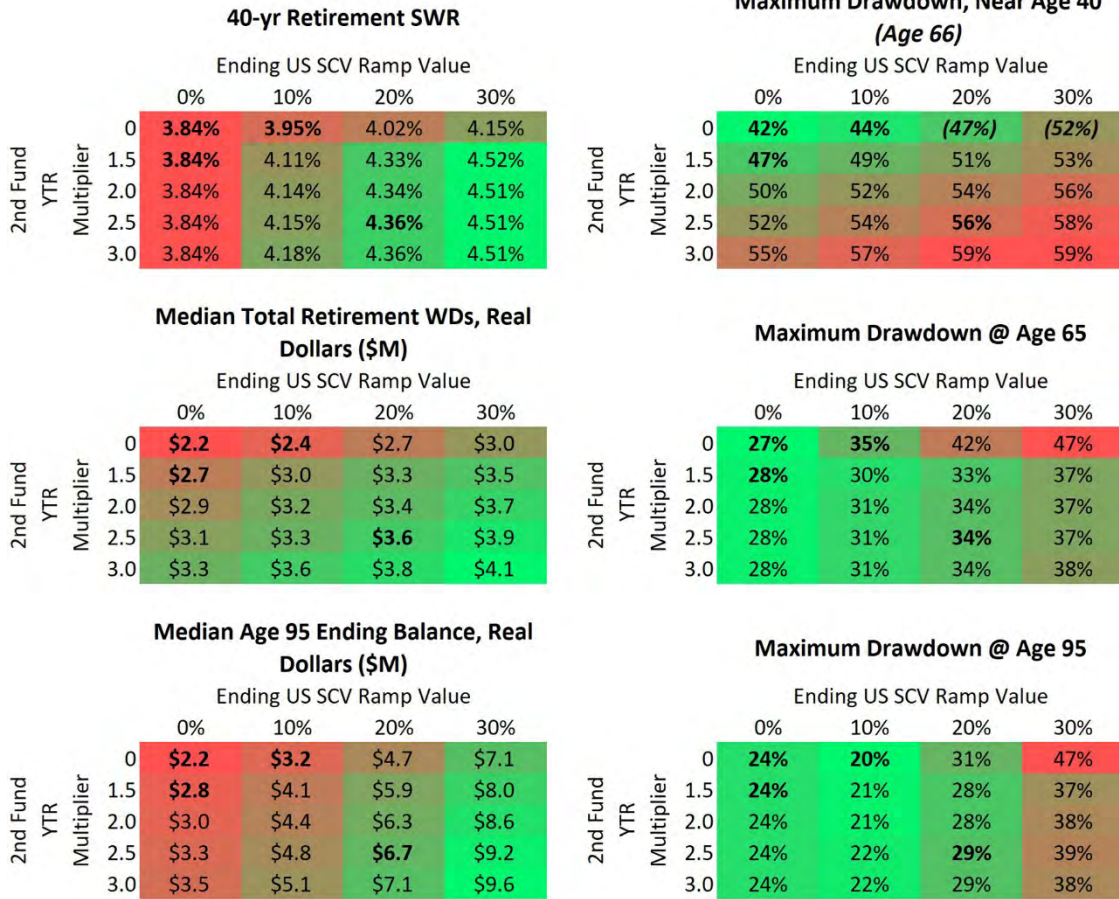 40-yr Retirement SWR
Ending US SCV Ramp Value
0% 10% 20% 30%
2nd Fund
YTR
Multiplier
0 3.84% 3.95% 4.02% 4.15%
1.5 3.84% 4.11% 4.33% 4.52%
2.0 3.84% 4.14% 4.34% 4.51%
2.5 3.84% 4.15% 4.36% 4.51%
3.0 3.84% 4.18% 4.36% 4.51%
Maximum Drawdown, Near Age 40
(Age 66)
Ending US SCV Ramp Value
0% 10% 20% 30%
2nd Fund
YTR
Multiplier
0 42% 44% (47%) (52%)
1.5 47% 49% 51% 53%
2.0 50% 52% 54% 56%
2.5 52% 54% 56% 58%
3.0 55% 57% 59% 59%
Median Total Retirement WDs, Real
Dollars ($M)
Ending US SCV Ramp Value
0% 10% 20% 30%
2nd Fund
YTR
Multiplier
0 $2.2 $2.4 $2.7 $3.0
1.5 $2.7 $3.0 $3.3 $3.5
2.0 $2.9 $3.2 $3.4 $3.7
2.5 $3.1 $3.3 $3.6 $3.9
3.0 $3.3 $3.6 $3.8 $4.1
Maximum Drawdown @ Age 65
Ending US SCV Ramp Value
0% 10% 20% 30%
2nd Fund
YTR
Multiplier
0 27% 35% 42% 47%
1.5 28% 30% 33% 37%
2.0 28% 31% 34% 37%
2.5 28% 31% 34% 37%
3.0 28% 31% 34% 38%
Median Age 95 Ending Balance, Real
Dollars ($M)
Ending US SCV Ramp Value
0% 10% 20% 30%
2nd Fund
YTR
Multiplier
0 $2.2 $3.2 $4.7 $7.1
1.5 $2.8 $4.1 $5.9 $8.0
2.0 $3.0 $4.4 $6.3 $8.6
2.5 $3.3 $4.8 $6.7 $9.2
3.0 $3.5 $5.1 $7.1 $9.6
Maximum Drawdown @ Age 95
Ending US SCV Ramp Value
0% 10% 20% 30%
2nd Fund
YTR
Multiplier
0 24% 20% 31% 47%
1.5 24% 21% 28% 37%
2.0 24% 21% 28% 38%
2.5 24% 22% 29% 39%
3.0 24% 22% 29% 38%